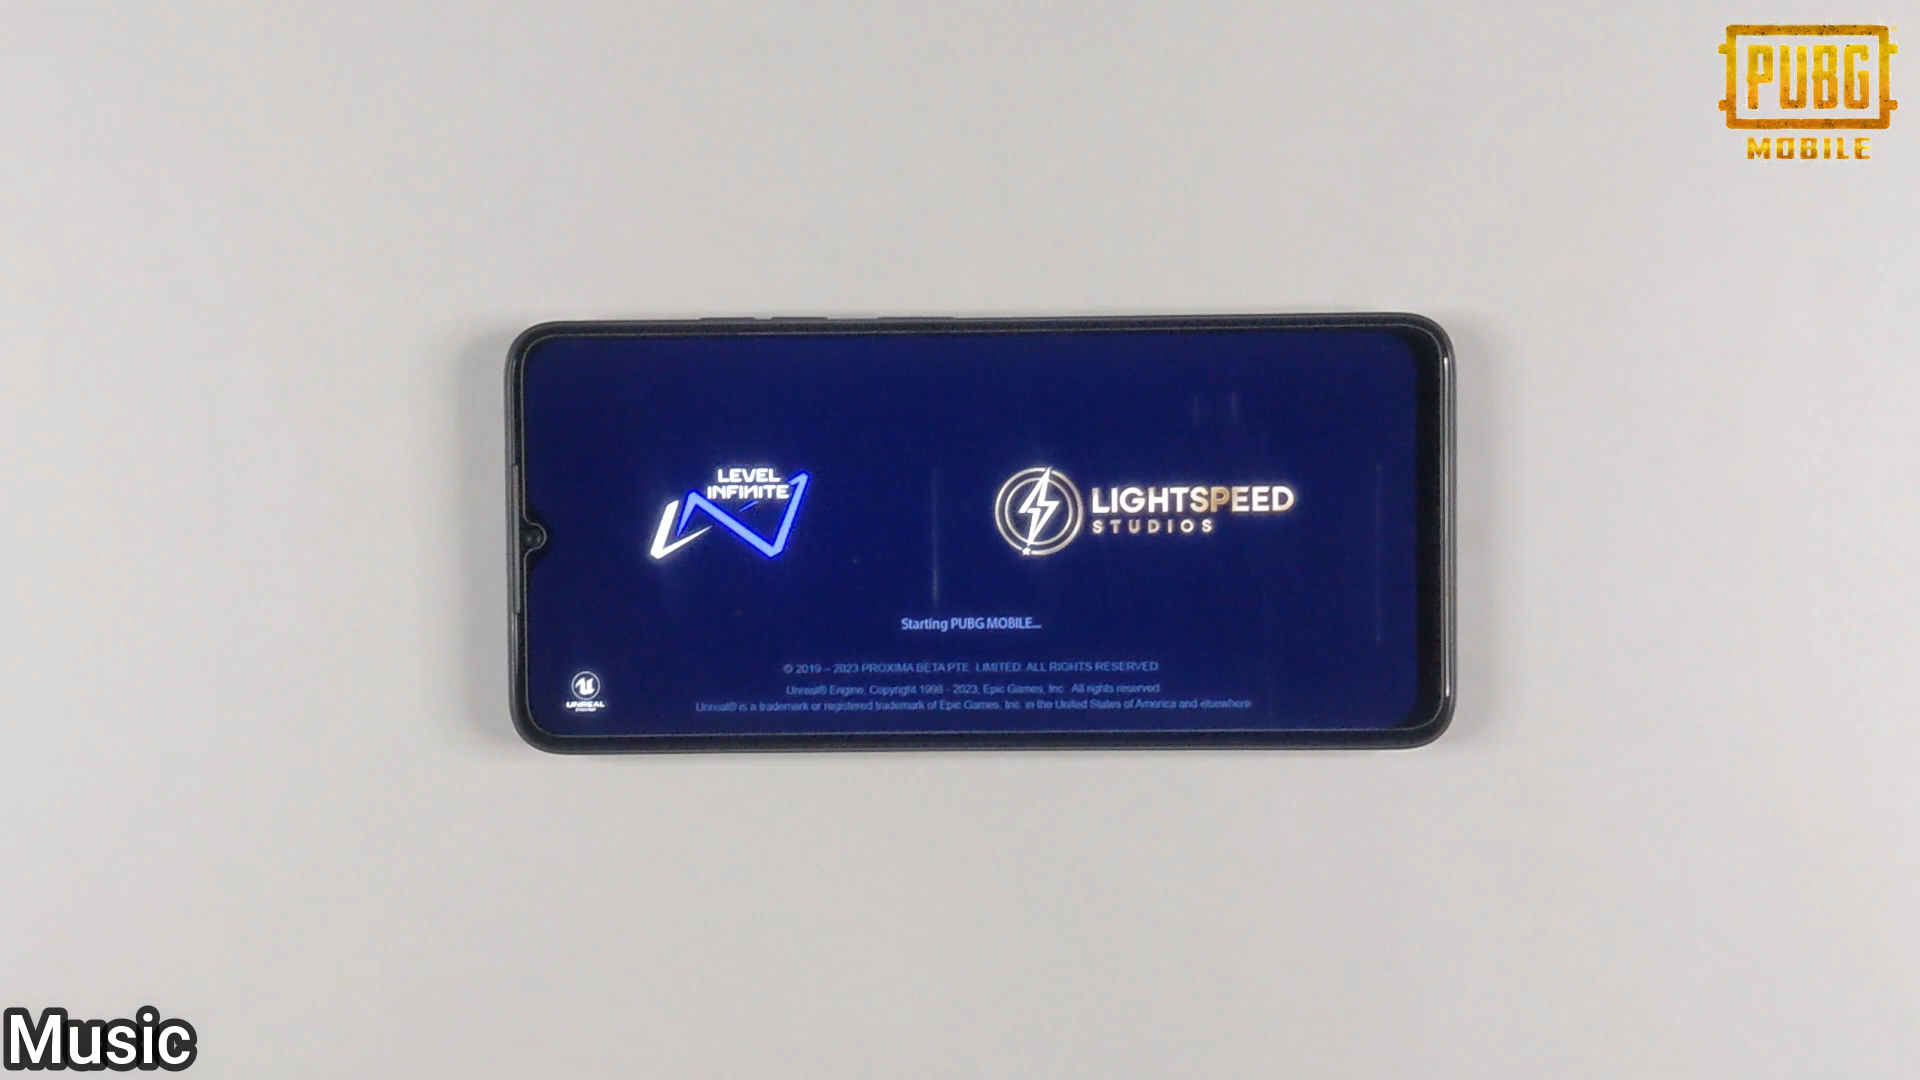 PUBG
MOBILE
LEVEL
INFINITE
LIGHTSPEED
STUDIOS
Starting PUBG MOBILE...
© 2019 – 2023 PROXIMA BETA PTE. LIMITED. ALL RIGHTS RESERVED
Unreal® Engine, Copyright 1998 - 2023, Epic Games, Inc. All rights reserved
Unreal® is a trademark or registered trademark of Epic Games, Inc. in the United States of America and elsewhere
UNREAL
Music